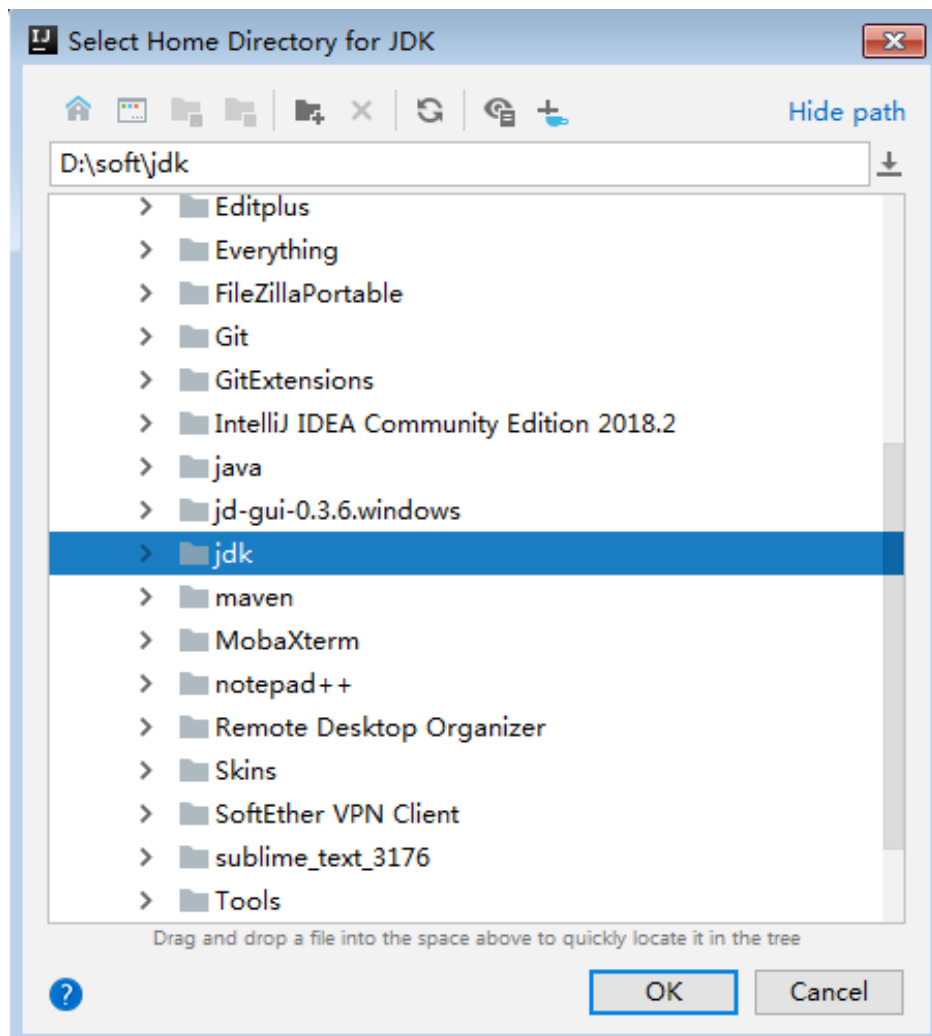 IJ Select Home Directory for JDK
Hide path
D:\soft\jdk
Editplus
Everything
FileZillaPortable
Git
GitExtensions
IntelliJ IDEA Community Edition 2018.2
java
jd-gui-0.3.6.windows
jdk
maven
MobaXterm
notepad++
Remote Desktop Organizer
Skins
SoftEther VPN Client
sublime_text_3176
Tools
Drag and drop a file into the space above to quickly locate it in the tree
? OK Cancel